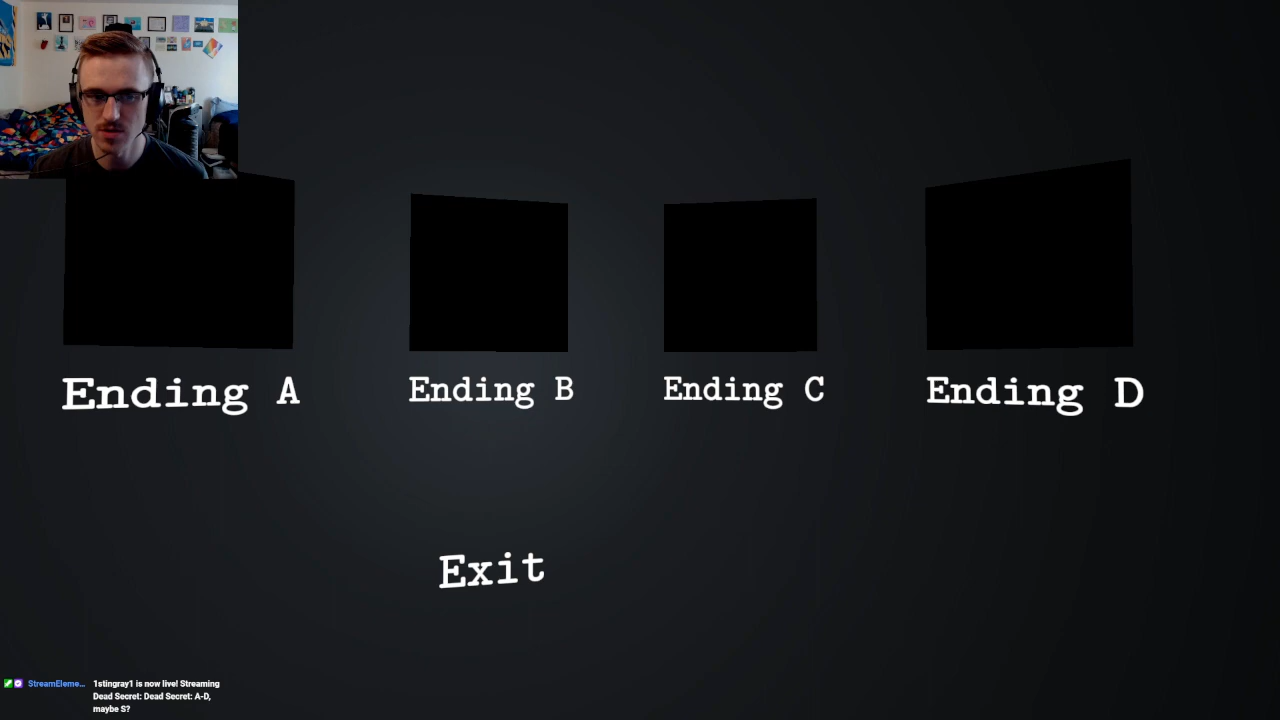 Ending A
Ending B
Ending C
Ending D
Exit
StreamEleme... 1stingray1 is now live! Streaming
Dead Secret: Dead Secret: A-D,
maybe S?